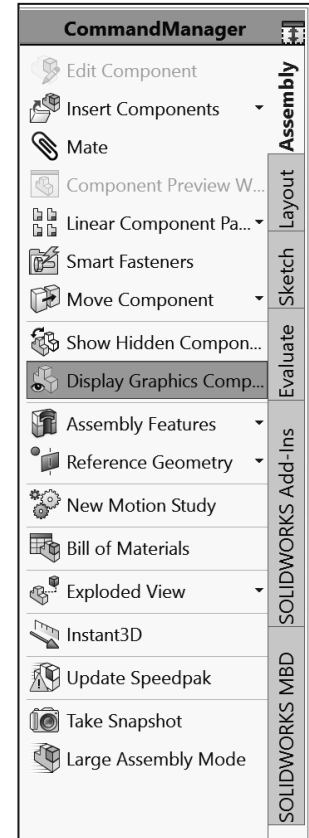 CommandManager
Edit Component
Insert Components
Mate
Component Preview W...
Linear Component Pa...
Smart Fasteners
Move Component
Show Hidden Compon...
Display Graphics Comp...
Assembly Features
Reference Geometry
New Motion Study
Bill of Materials
Exploded View
Instant3D
Update Speedpak
Take Snapshot
Large Assembly Mode
Assembly
Layout
Sketch
Evaluate
SOLIDWORKS Add-Ins
SOLIDWORKS MBD